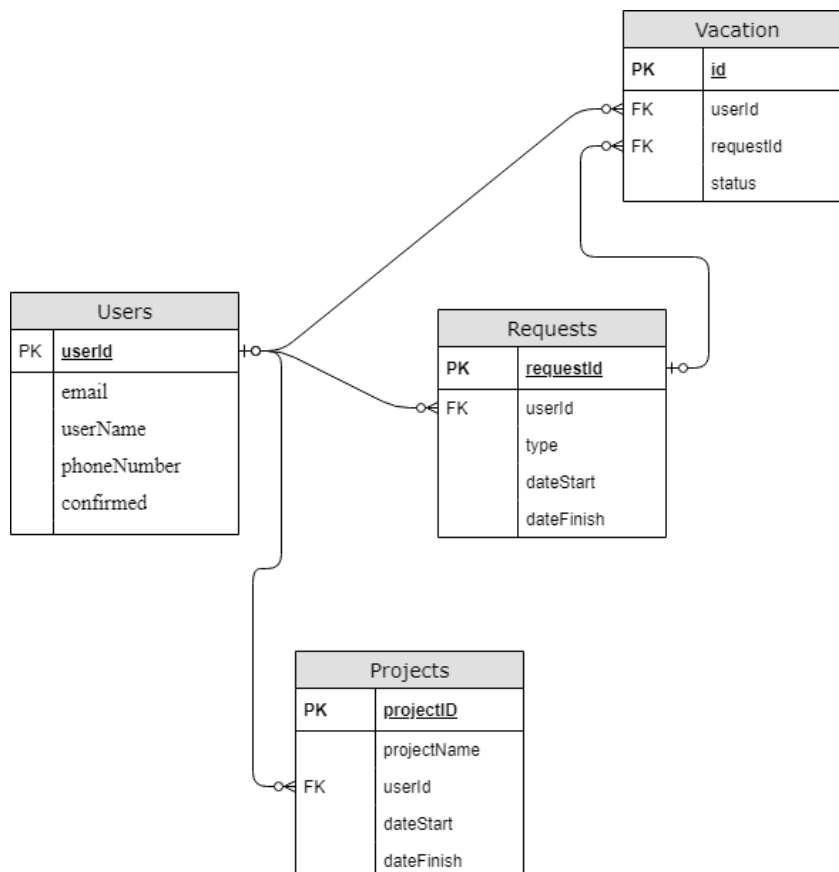 Vacation
PK id
FK userId
FK requestId
status
Users
PK userId
email
userName
phoneNumber
confirmed
Requests
PK requestId
FK userId
type
dateStart
dateFinish
Projects
PK projectID
projectName
FK userId
dateStart
dateFinish